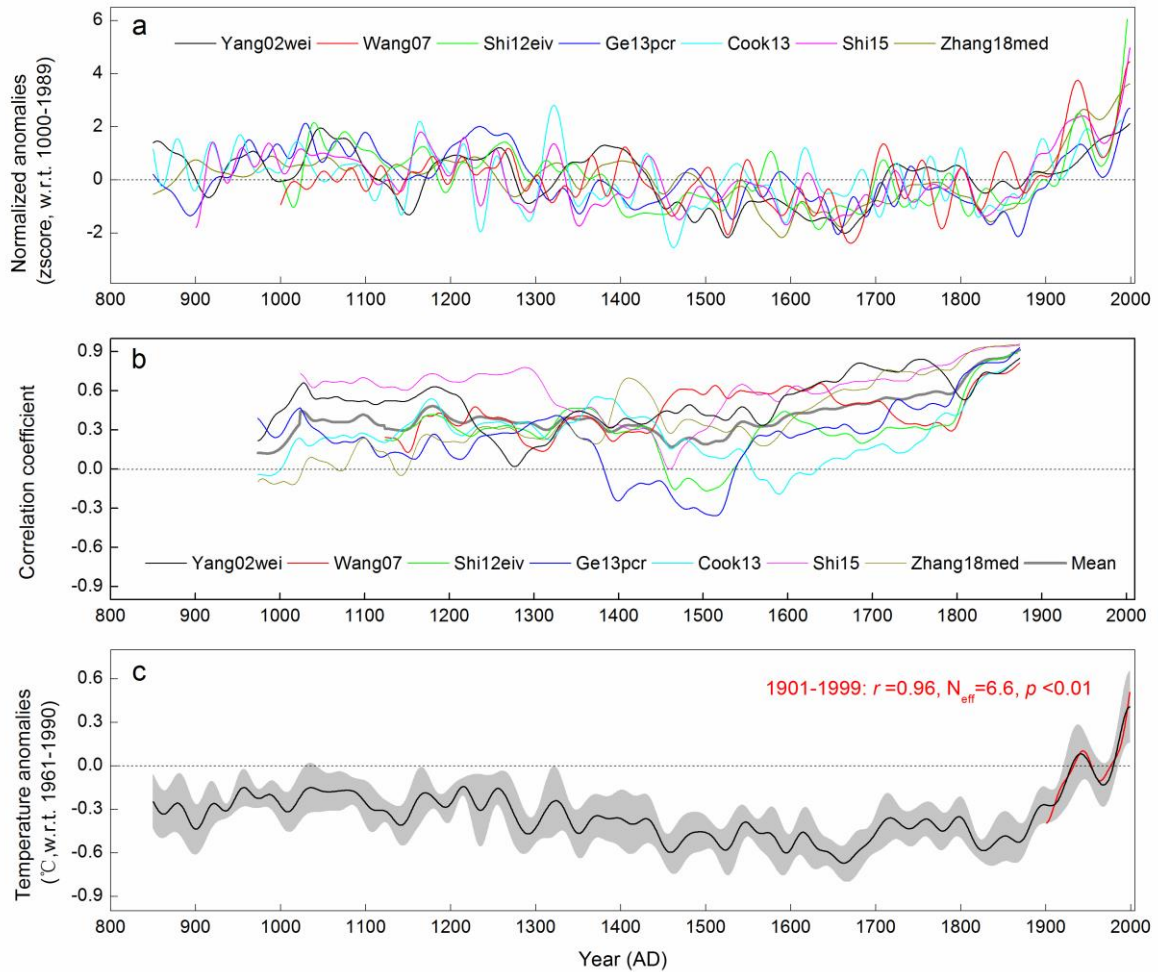 a
6
4
2
0
-2
Normalized anomalies
(zscore, w.r.t. 1000-1989)
Yang02wei Wang07 Shi12eiv Ge13pcr Cook13 Shi15 Zhang18med
800 900 1000 1100 1200 1300 1400 1500 1600 1700 1800 1900 2000
b
0.9
0.6
0.3
0.0
-0.3
-0.6
-0.9
Correlation coefficient
Yang02wei Wang07 Shi12eiv Ge13pcr Cook13 Shi15 Zhang18med Mean
800 900 1000 1100 1200 1300 1400 1500 1600 1700 1800 1900 2000
c
0.6
0.3
0.0
-0.3
-0.6
-0.9
Temperature anomalies
(℃,w.r.t. 1961-1990)
1901-1999: r =0.96, Neff=6.6, p <0.01
800 900 1000 1100 1200 1300 1400 1500 1600 1700 1800 1900 2000
Year (AD)